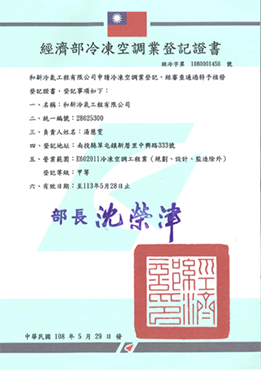 經濟部冷凍空調業登記證書
經冷字第 1080001456 號
和新冷氣工程有限公司申請冷凍空調業登記，經審查通過特予核發
登記證書，登記事項如下：
一、名稱：和新冷氣工程有限公司
二、統一編號：28625300
三、負責人姓名：湯應雯
四、登記地址：南投縣草屯鎮新厝里中興路333號
五、營業範圍：E602011冷凍空調工程業（規劃、設計、監造除外）
登記等級：甲等
六、有效日期：至113年5月28日止
部長 沈榮津
經濟部印
中華民國 108 年 5 月 29 日 發